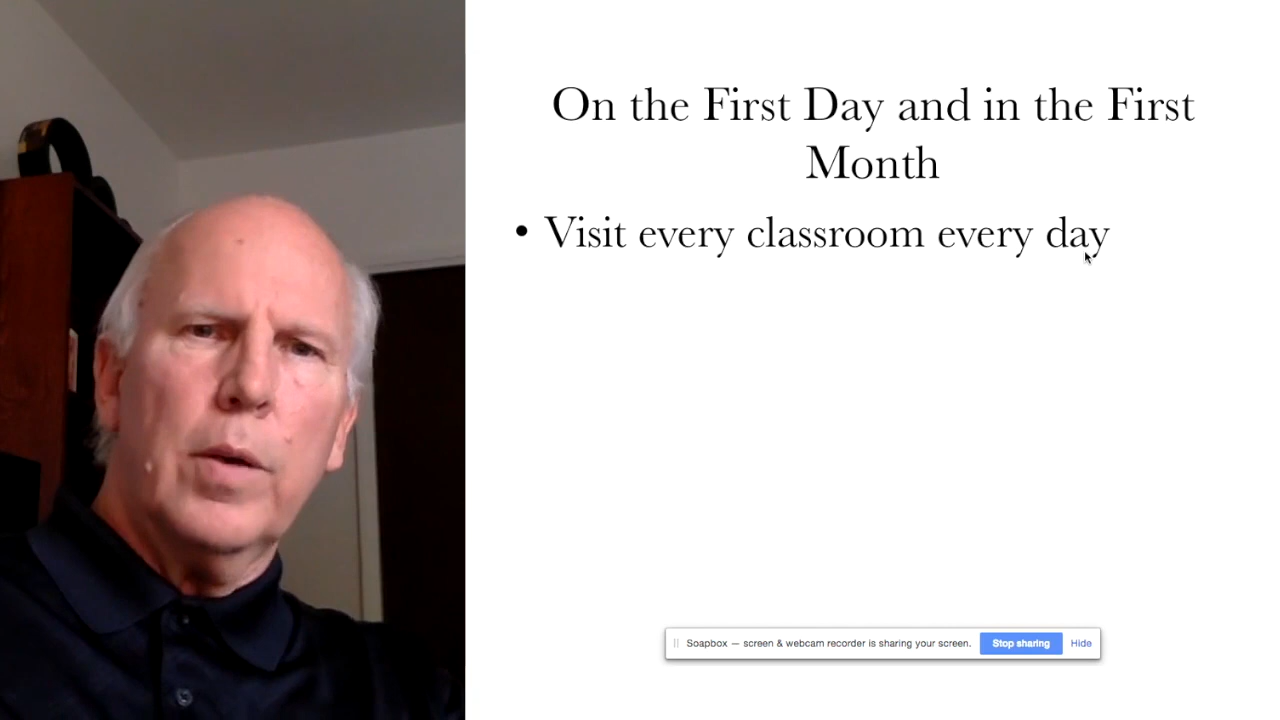 On the First Day and in the First
Month
• Visit every classroom every day
Soapbox — screen & webcam recorder is sharing your screen. Stop sharing Hide